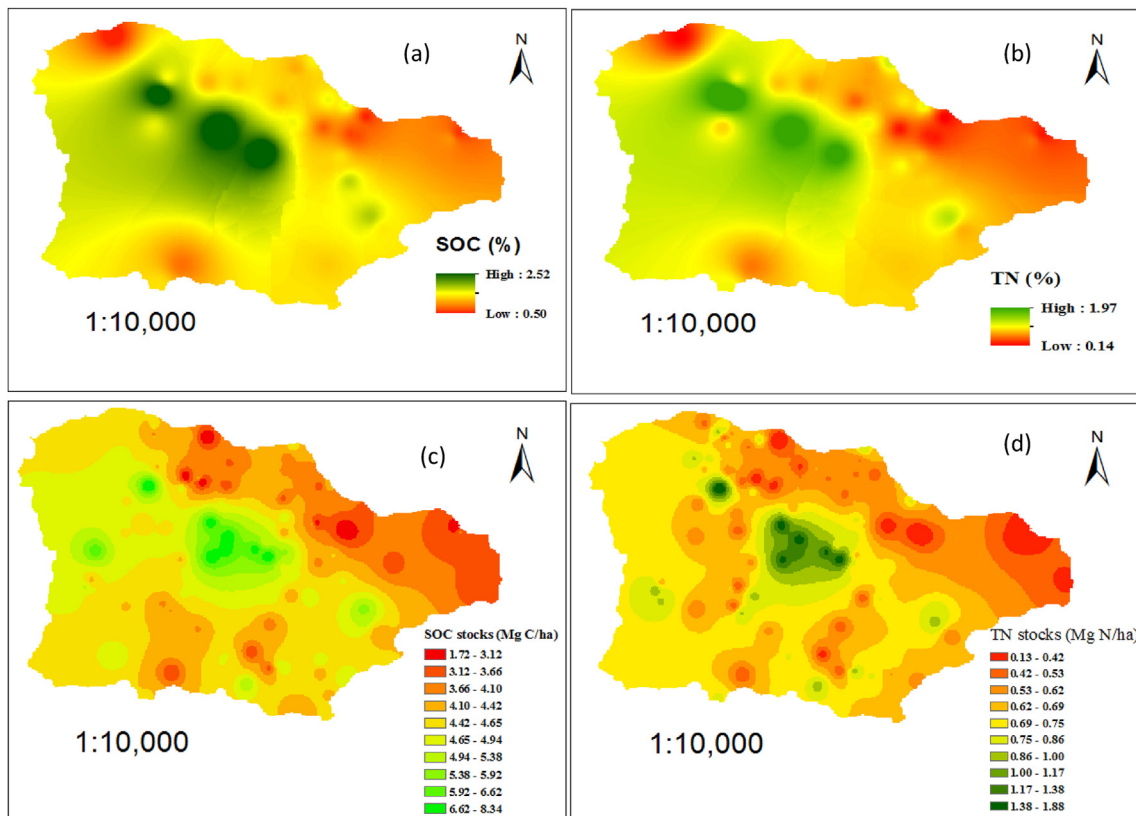 (a)
N
SOC (%)
High : 2.52
Low : 0.50
1:10,000
(b)
N
TN (%)
High : 1.97
Low : 0.14
1:10,000
(c)
N
SOC stocks (Mg C/ha)
1.72 - 3.12
3.12 - 3.66
3.66 - 4.10
4.10 - 4.42
4.42 - 4.65
4.65 - 4.94
4.94 - 5.38
5.38 - 5.92
5.92 - 6.62
6.62 - 8.34
1:10,000
(d)
N
TN stocks (Mg N/ha)
0.13 - 0.42
0.42 - 0.53
0.53 - 0.62
0.62 - 0.69
0.69 - 0.75
0.75 - 0.86
0.86 - 1.00
1.00 - 1.17
1.17 - 1.38
1.38 - 1.88
1:10,000